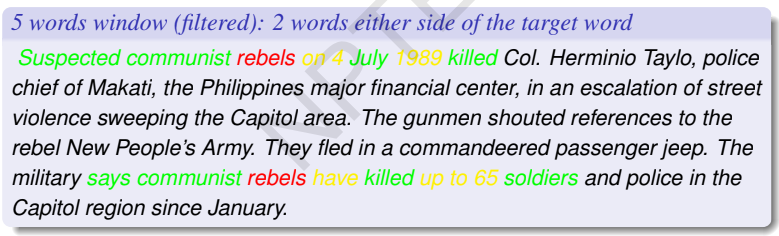 5 words window (filtered): 2 words either side of the target word
Suspected communist rebels on 4 July 1989 killed Col. Herminio Taylo, police
chief of Makati, the Philippines major financial center, in an escalation of street
violence sweeping the Capitol area. The gunmen shouted references to the
rebel New People's Army. They fled in a commandeered passenger jeep. The
military says communist rebels have killed up to 65 soldiers and police in the
Capitol region since January.
NPTE